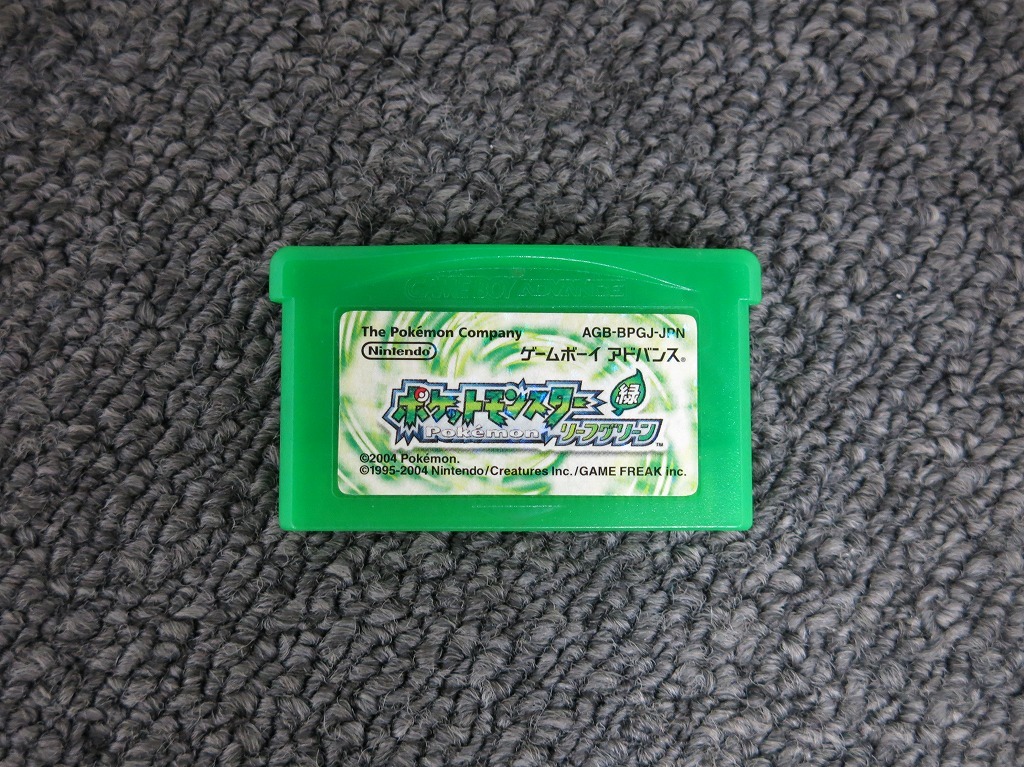 GAME BOY ADVANCE
The Pokémon Company AGB-BPGJ-JPN
Nintendo ゲームボーイ アドバンス®
ポケットモンスター 緑
Pokémon リーフグリーン™
©2004 Pokémon.
©1995-2004 Nintendo/Creatures Inc./GAME FREAK inc.